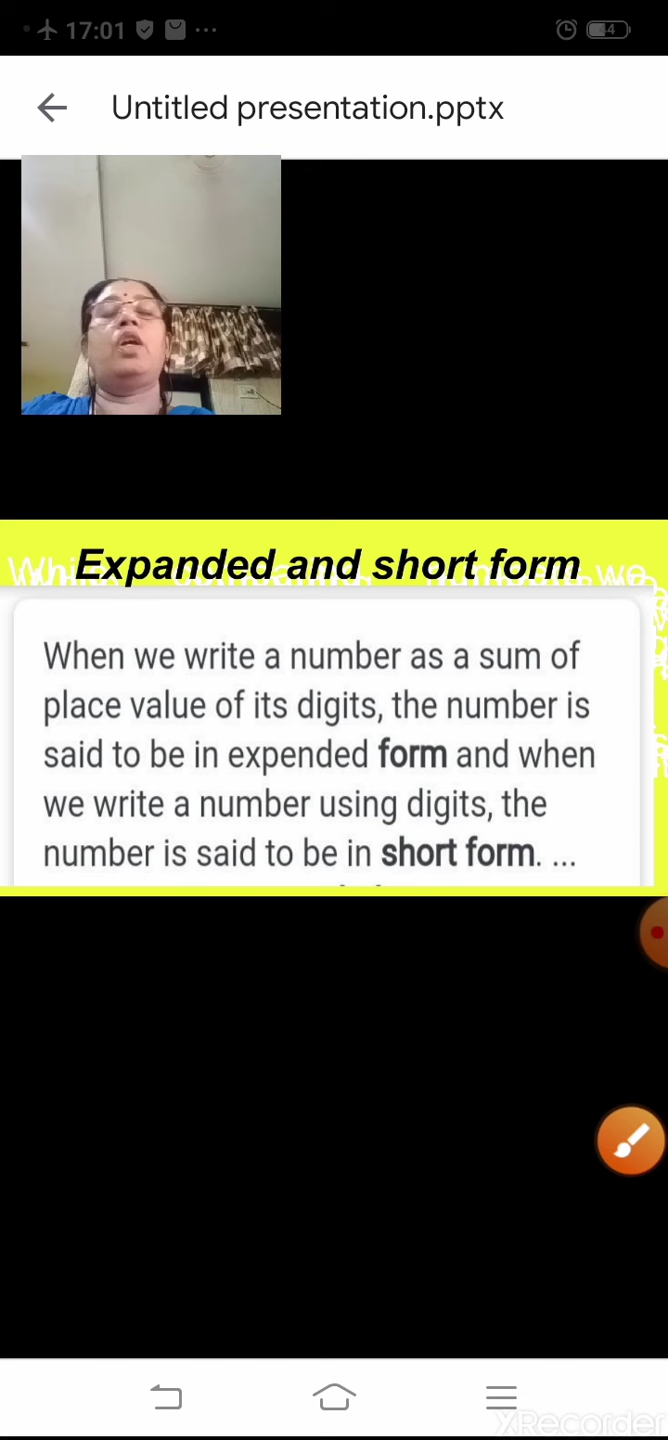 17:01
44
Untitled presentation.pptx
Expanded and short form
we
When we write a number as a sum of
place value of its digits, the number is
said to be in expended form and when
we write a number using digits, the
number is said to be in short form. ...
XRecorder